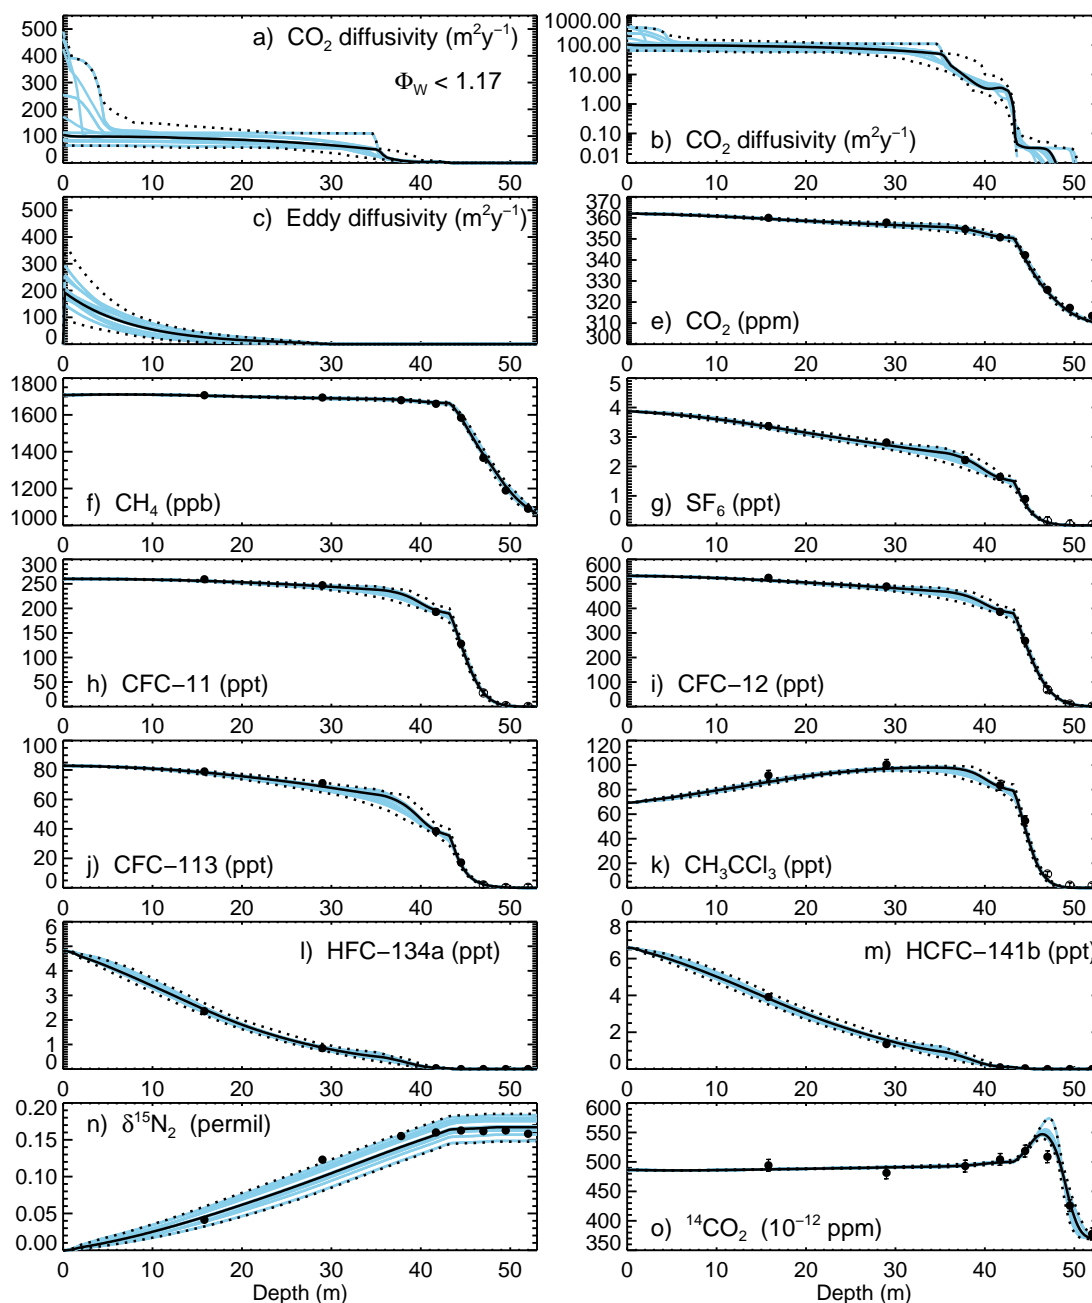 a) CO₂ diffusivity (m²y⁻¹)
Φ_W < 1.17
0 100 200 300 400 500
0 10 20 30 40 50
b) CO₂ diffusivity (m²y⁻¹)
0.01 0.10 1.00 10.00 100.00 1000.00
0 10 20 30 40 50
c) Eddy diffusivity (m²y⁻¹)
0 100 200 300 400 500
0 10 20 30 40 50
e) CO₂ (ppm)
300 310 320 330 340 350 360 370
0 10 20 30 40 50
f) CH₄ (ppb)
1000 1200 1400 1600 1800
0 10 20 30 40 50
g) SF₆ (ppt)
0 1 2 3 4 5
0 10 20 30 40 50
h) CFC−11 (ppt)
0 50 100 150 200 250 300
0 10 20 30 40 50
i) CFC−12 (ppt)
0 100 200 300 400 500 600
0 10 20 30 40 50
j) CFC−113 (ppt)
0 20 40 60 80 100
0 10 20 30 40 50
k) CH₃CCl₃ (ppt)
0 20 40 60 80 100 120
0 10 20 30 40 50
l) HFC−134a (ppt)
0 1 2 3 4 5 6
0 10 20 30 40 50
m) HCFC−141b (ppt)
0 2 4 6 8
0 10 20 30 40 50
n) δ¹⁵N₂ (permil)
0.00 0.05 0.10 0.15 0.20
0 10 20 30 40 50
Depth (m)
o) ¹⁴CO₂ (10⁻¹² ppm)
350 400 450 500 550 600
0 10 20 30 40 50
Depth (m)